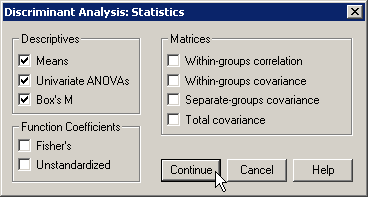 Discriminant Analysis: Statistics
Descriptives
Means
Univariate ANOVAs
Box's M
Function Coefficients
Fisher's
Unstandardized
Matrices
Within-groups correlation
Within-groups covariance
Separate-groups covariance
Total covariance
Continue
Cancel
Help